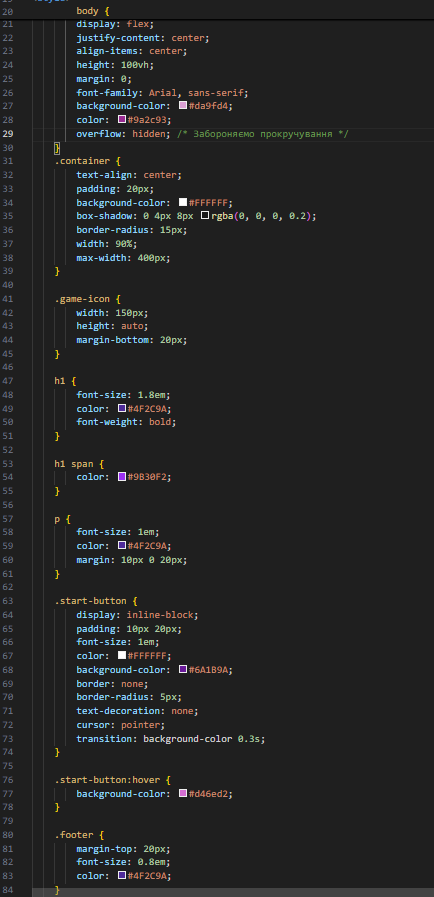 20 body {
21 display: flex;
22 justify-content: center;
23 align-items: center;
24 height: 100vh;
25 margin: 0;
26 font-family: Arial, sans-serif;
27 background-color: #da9fd4;
28 color: #9a2c93;
29 overflow: hidden; /* Забороняємо прокручування */
30 }
31 .container {
32 text-align: center;
33 padding: 20px;
34 background-color: #FFFFFF;
35 box-shadow: 0 4px 8px rgba(0, 0, 0, 0.2);
36 border-radius: 15px;
37 width: 90%;
38 max-width: 400px;
39 }
40
41 .game-icon {
42 width: 150px;
43 height: auto;
44 margin-bottom: 20px;
45 }
46
47 h1 {
48 font-size: 1.8em;
49 color: #4F2C9A;
50 font-weight: bold;
51 }
52
53 h1 span {
54 color: #9B30F2;
55 }
56
57 p {
58 font-size: 1em;
59 color: #4F2C9A;
60 margin: 10px 0 20px;
61 }
62
63 .start-button {
64 display: inline-block;
65 padding: 10px 20px;
66 font-size: 1em;
67 color: #FFFFFF;
68 background-color: #6A1B9A;
69 border: none;
70 border-radius: 5px;
71 text-decoration: none;
72 cursor: pointer;
73 transition: background-color 0.3s;
74 }
75
76 .start-button:hover {
77 background-color: #d46ed2;
78 }
79
80 .footer {
81 margin-top: 20px;
82 font-size: 0.8em;
83 color: #4F2C9A;
84 }